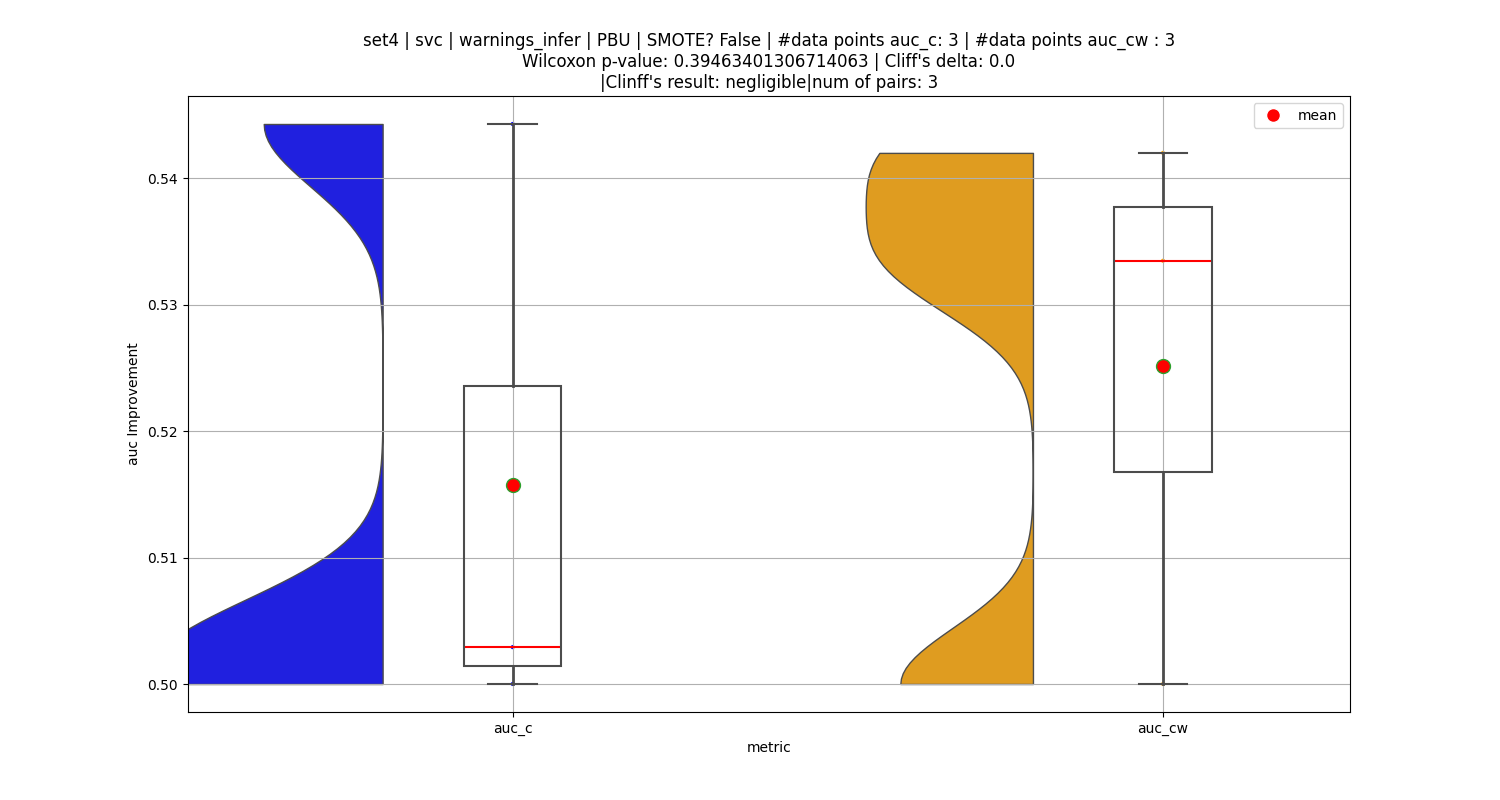 set4 | svc | warnings_infer | PBU | SMOTE? False | #data points auc_c: 3 | #data points auc_cw : 3
Wilcoxon p-value: 0.39463401306714063 | Cliff's delta: 0.0
|Clinff's result: negligible|num of pairs: 3
mean
0.54
0.53
0.52
0.51
0.50
auc Improvement
auc_c
auc_cw
metric